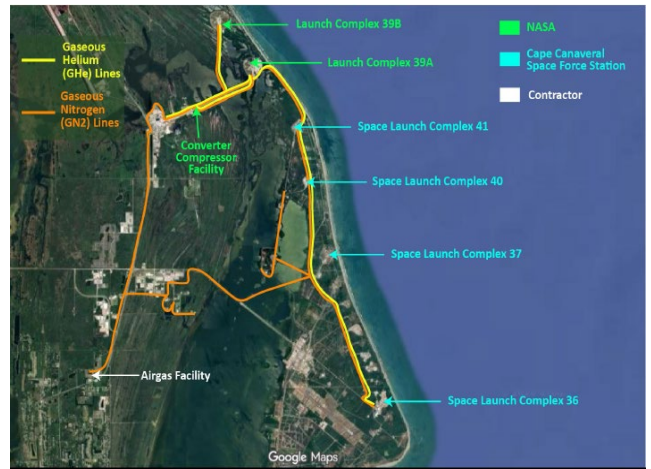 Gaseous
Helium
(GHe) Lines
Gaseous
Nitrogen
(GN2) Lines
Launch Complex 39B
Launch Complex 39A
NASA
Cape Canaveral
Space Force Station
Contractor
Converter
Compressor
Facility
Space Launch Complex 41
Space Launch Complex 40
Space Launch Complex 37
Airgas Facility
Space Launch Complex 36
Google Maps